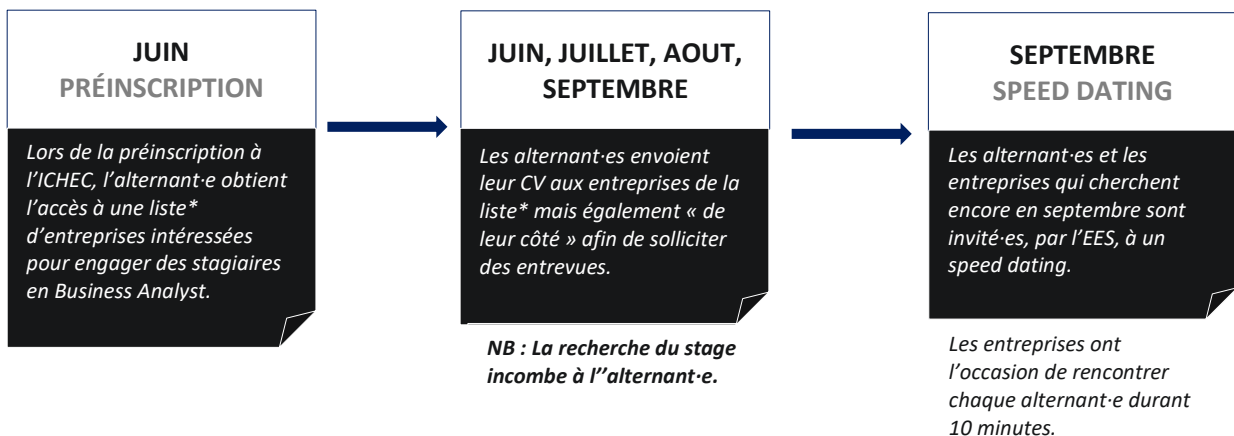 JUIN
PRÉINSCRIPTION
Lors de la préinscription à
l'ICHEC, l'alternant·e obtient
l'accès à une liste*
d'entreprises intéressées
pour engager des stagiaires
en Business Analyst.
JUIN, JUILLET, AOUT,
SEPTEMBRE
Les alternant·es envoient
leur CV aux entreprises de la
liste* mais également « de
leur côté » afin de solliciter
des entrevues.
NB : La recherche du stage
incombe à l''alternant·e.
SEPTEMBRE
SPEED DATING
Les alternant·es et les
entreprises qui cherchent
encore en septembre sont
invité·es, par l'EES, à un
speed dating.
Les entreprises ont
l'occasion de rencontrer
chaque alternant·e durant
10 minutes.